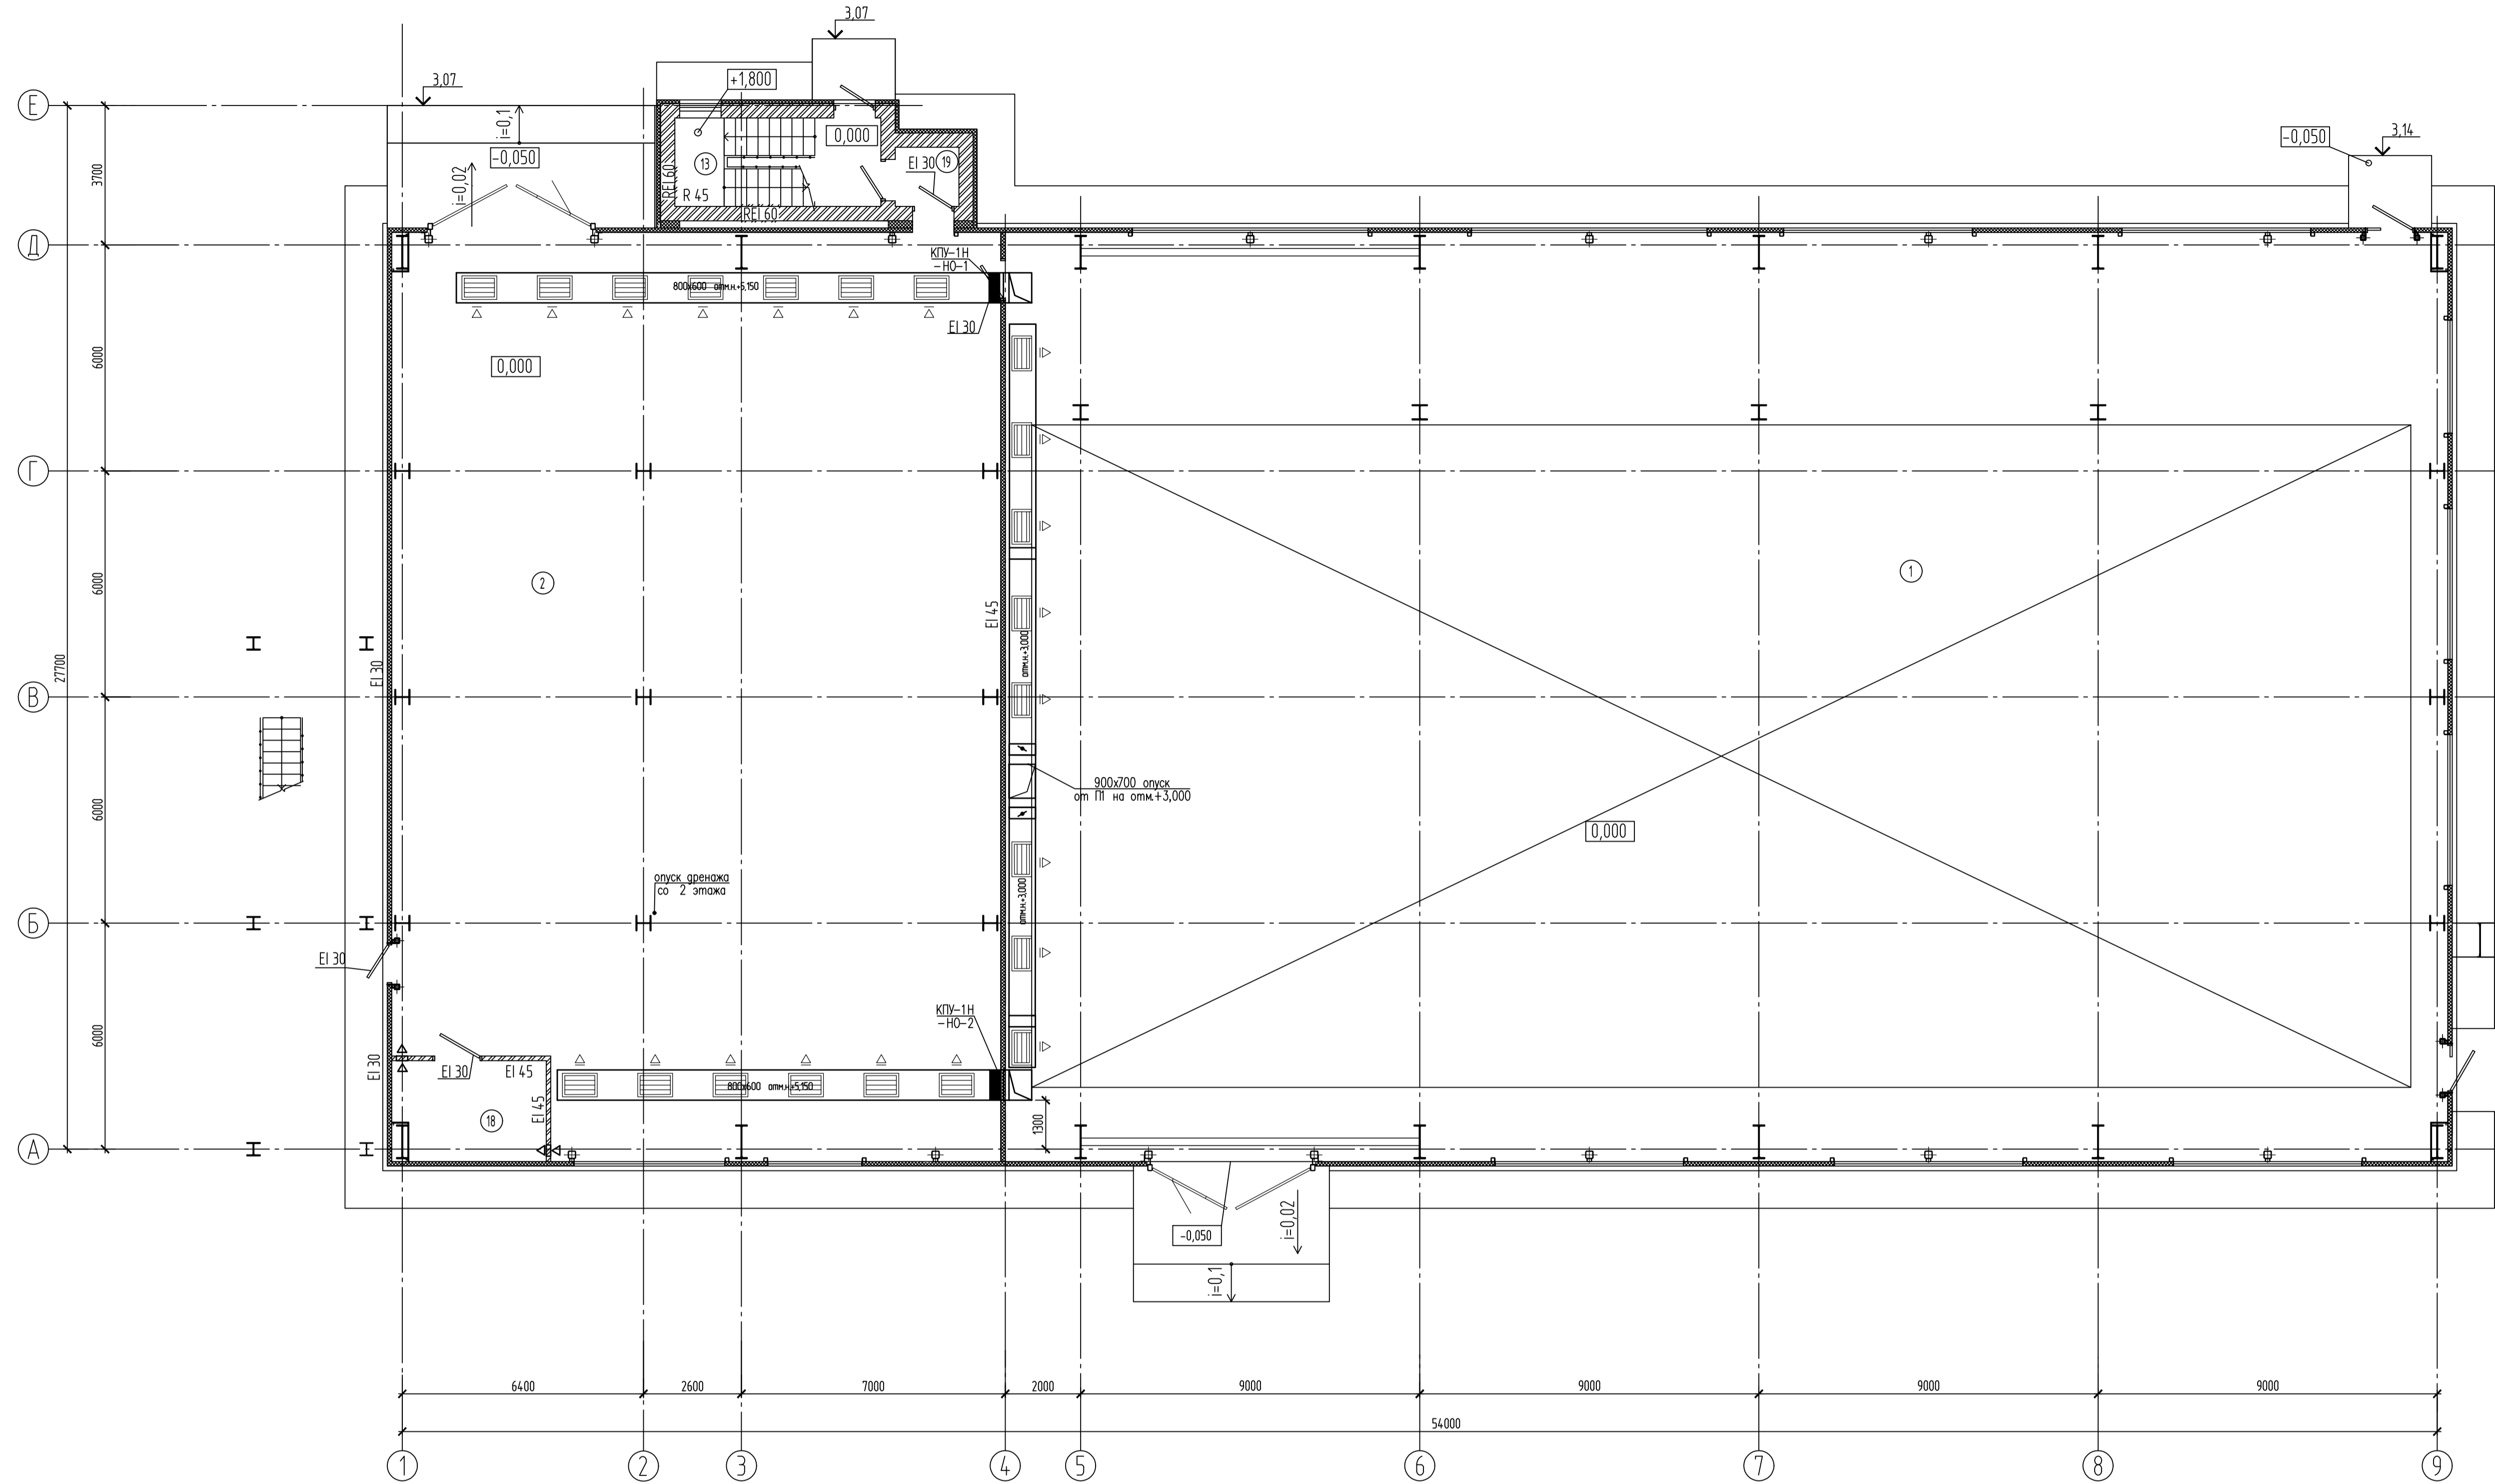 3,07
3,07
+1,800
Е
i=0,1
0,000
-0,050
3,14
-0,050
13
EI 30
19
3700
i=0,02
REI 60
R 45
REI 60
Д
КПУ-1Н
-НО-1
800х600 отм.н.+5,150
EI 30
6000
0,000
Г
1
2
6000
EI 45
отм.н.+3,000
27700
EI 30
В
900х700 опуск
от П1 на отм.+3,000
6000
0,000
опуск дренажа
со 2 этажа
отм.н.+3,000
Б
EI 30
КПУ-1Н
-НО-2
6000
EI 30
EI 30
EI 45
800х600 отм.н.+5,150
EI 45
18
1300
А
-0,050
i=0,02
i=0,1
6400
2600
7000
2000
9000
9000
9000
9000
54000
1
2
3
4
5
6
7
8
9